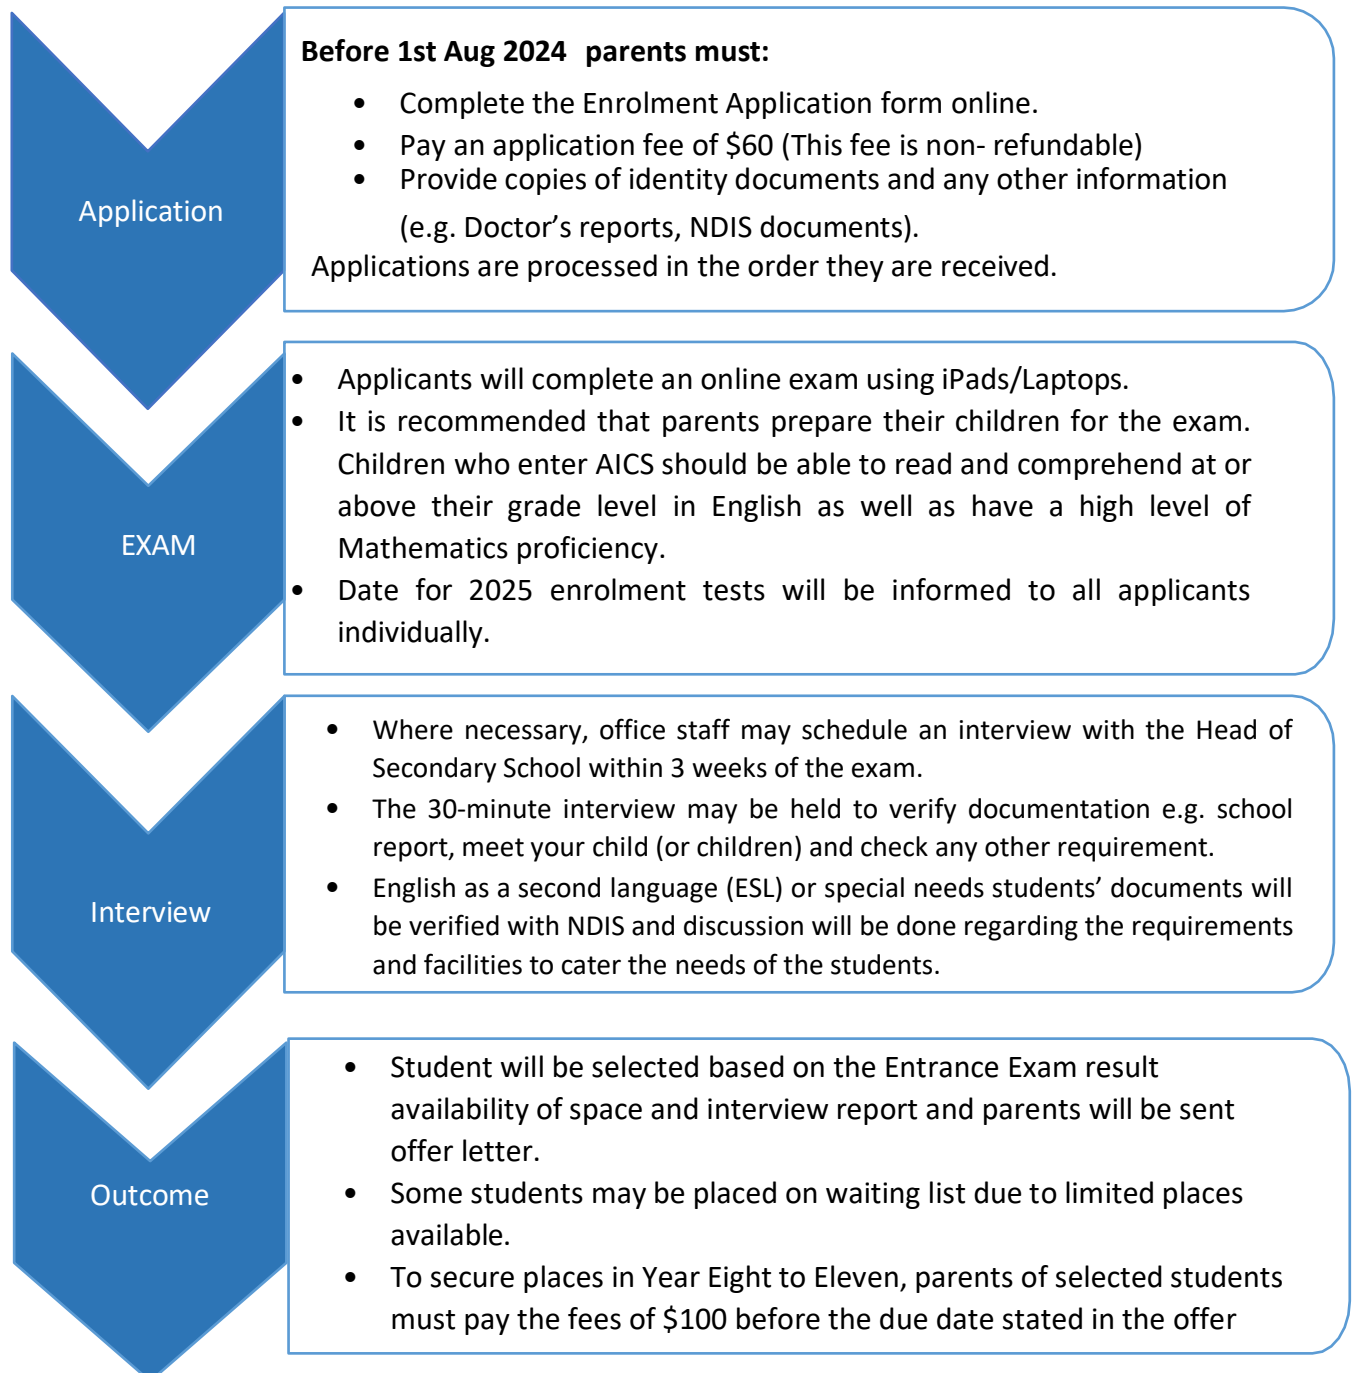 Before 1st Aug 2024 parents must:
• Complete the Enrolment Application form online.
• Pay an application fee of $60 (This fee is non- refundable)
• Provide copies of identity documents and any other information
(e.g. Doctor's reports, NDIS documents).
Application
Applications are processed in the order they are received.
• Applicants will complete an online exam using iPads/Laptops.
• It is recommended that parents prepare their children for the exam.
Children who enter AICS should be able to read and comprehend at or
above their grade level in English as well as have a high level of
EXAM
Mathematics proficiency.
• Date for 2025 enrolment tests will be informed to all applicants
individually.
• Where necessary, office staff may schedule an interview with the Head of
Secondary School within 3 weeks of the exam.
• The 30-minute interview may be held to verify documentation e.g. school
report, meet your child (or children) and check any other requirement.
• English as a second language (ESL) or special needs students' documents will
Interview
be verified with NDIS and discussion will be done regarding the requirements
and facilities to cater the needs of the students.
• Student will be selected based on the Entrance Exam result
availability of space and interview report and parents will be sent
offer letter.
Outcome
• Some students may be placed on waiting list due to limited places
available.
• To secure places in Year Eight to Eleven, parents of selected students
must pay the fees of $100 before the due date stated in the offer